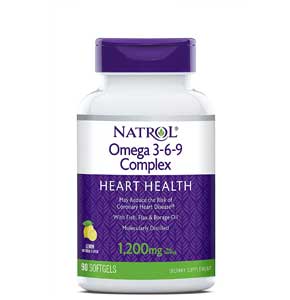 NATROL®
Omega 3-6-9
Complex
HEART HEALTH
May Reduce the Risk of
Coronary Heart Disease
With Fish, Flax & Borage Oil
Molecularly Distilled
LEMON
1,200mg
90 SOFTGELS
DIETARY SUPPLEMENT